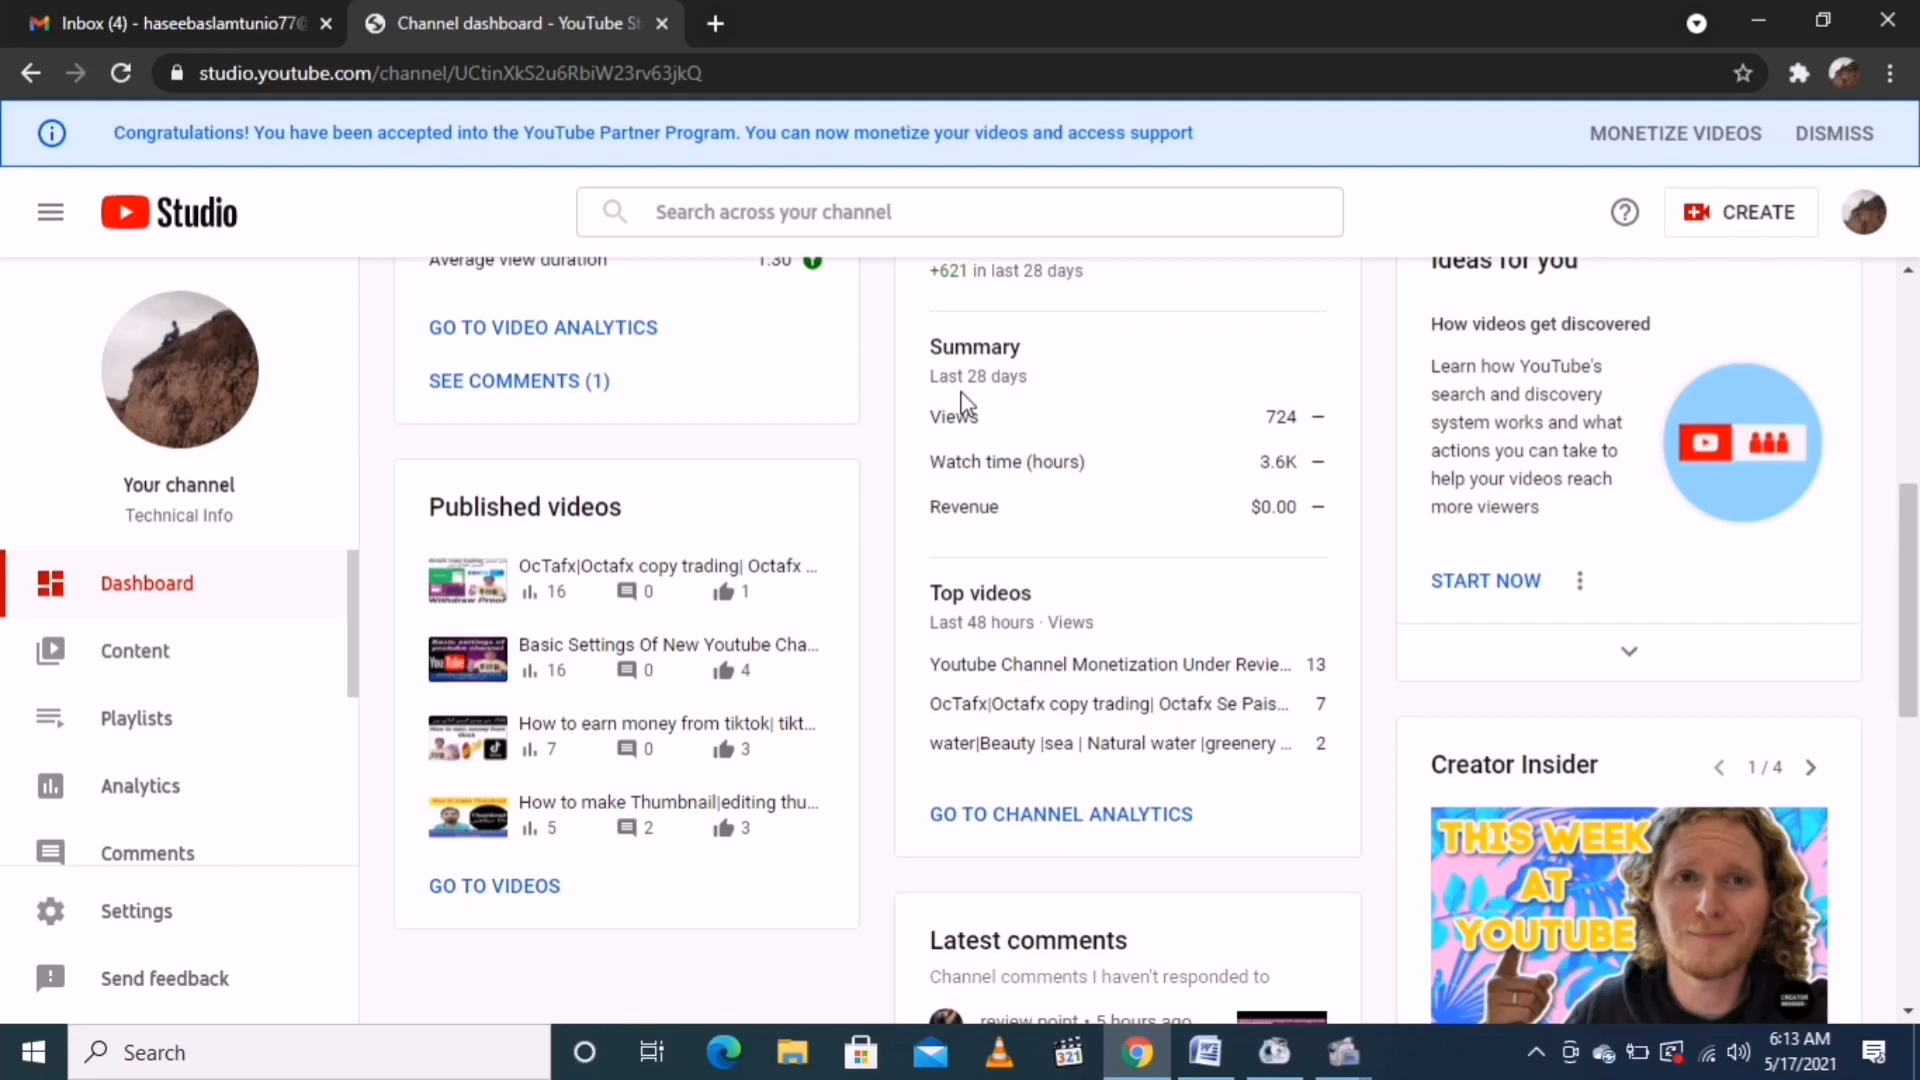 Inbox (4) - haseebaslamtunio77@
Channel dashboard - YouTube St
studio.youtube.com/channel/UCtinXkS2u6RbiW23rv63jkQ
Congratulations! You have been accepted into the YouTube Partner Program. You can now monetize your videos and access support
MONETIZE VIDEOS
DISMISS
Studio
Search across your channel
CREATE
Your channel
Technical Info
Dashboard
Content
Playlists
Analytics
Comments
Settings
Send feedback
Average view duration 1:30
GO TO VIDEO ANALYTICS
SEE COMMENTS (1)
Published videos
OcTafx|Octafx copy trading| Octafx ...
16 0 1
Basic Settings Of New Youtube Cha...
16 0 4
How to earn money from tiktok| tikt...
7 0 3
How to make Thumbnail|editing thu...
5 2 3
GO TO VIDEOS
+621 in last 28 days
Summary
Last 28 days
Views 724 —
Watch time (hours) 3.6K —
Revenue $0.00 —
Top videos
Last 48 hours · Views
Youtube Channel Monetization Under Revie... 13
OcTafx|Octafx copy trading| Octafx Se Pais... 7
water|Beauty |sea | Natural water |greenery ... 2
GO TO CHANNEL ANALYTICS
Latest comments
Channel comments I haven't responded to
review point • 5 hours ago
Ideas for you
How videos get discovered
Learn how YouTube's
search and discovery
system works and what
actions you can take to
help your videos reach
more viewers
START NOW
Creator Insider
1 / 4
THIS WEEK
AT
YOUTUBE
CREATOR
INSIDER
Search
321
6:13 AM
5/17/2021